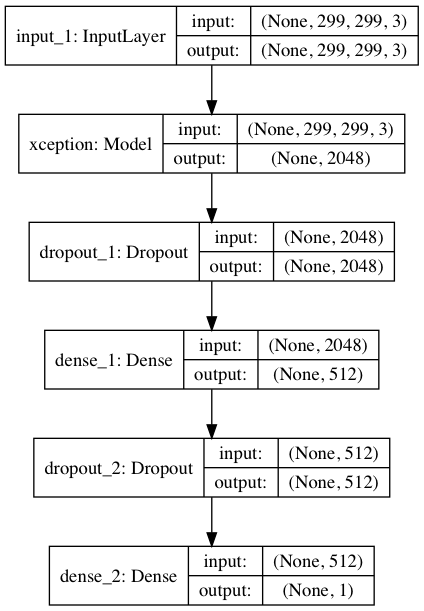 input_1: InputLayer
input: (None, 299, 299, 3)
output: (None, 299, 299, 3)
xception: Model
input: (None, 299, 299, 3)
output: (None, 2048)
dropout_1: Dropout
input: (None, 2048)
output: (None, 2048)
dense_1: Dense
input: (None, 2048)
output: (None, 512)
dropout_2: Dropout
input: (None, 512)
output: (None, 512)
dense_2: Dense
input: (None, 512)
output: (None, 1)